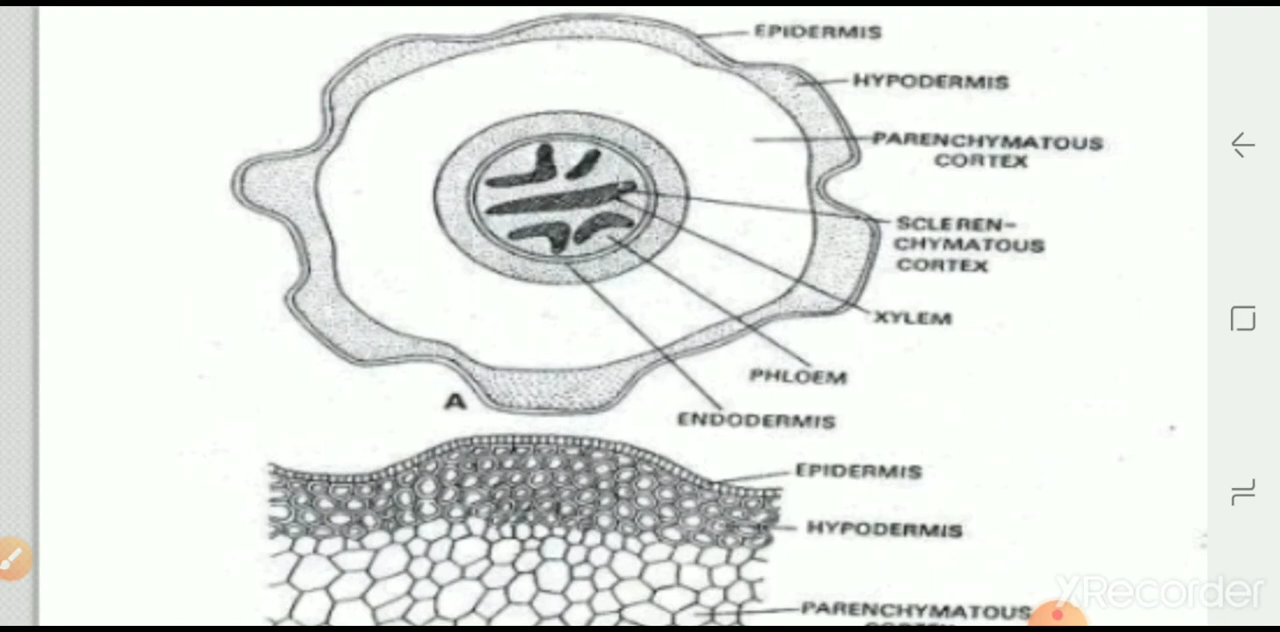 EPIDERMIS
HYPODERMIS
PARENCHYMATOUS
CORTEX
SCLEREN-
CHYMATOUS
CORTEX
XYLEM
PHLOEM
A
ENDODERMIS
EPIDERMIS
HYPODERMIS
XRecorder
PARENCHYMATOUS